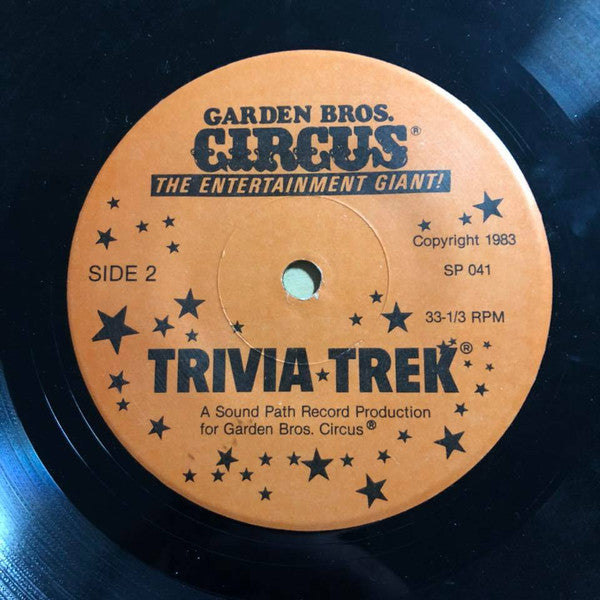 GARDEN BROS.
CIRCUS®
THE ENTERTAINMENT GIANT!
Copyright 1983
SIDE 2
SP 041
33-1/3 RPM
TRIVIA★TREK®
A Sound Path Record Production
for Garden Bros. Circus®